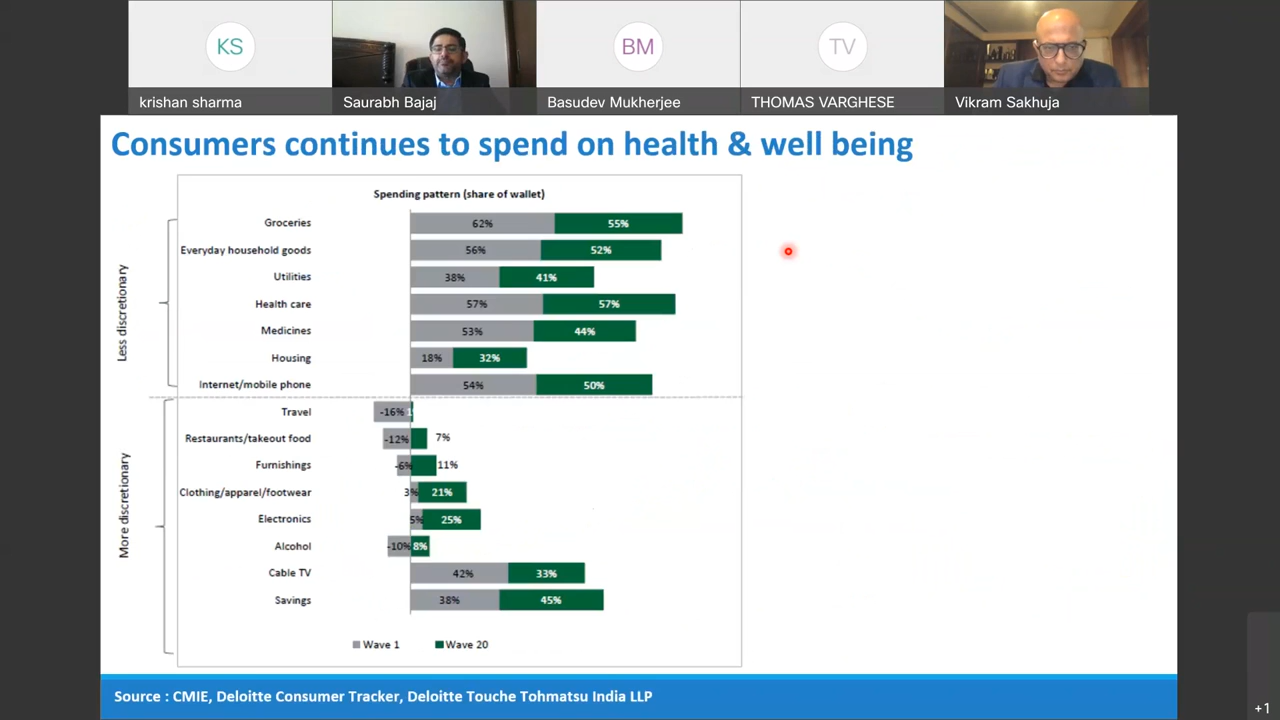 KS
BM
TV
krishan sharma
Saurabh Bajaj
Basudev Mukherjee
THOMAS VARGHESE
Vikram Sakhuja
Consumers continues to spend on health & well being
Spending pattern (share of wallet)
Less discretionary
Groceries 62% 55%
Everyday household goods 56% 52%
Utilities 38% 41%
Health care 57% 57%
Medicines 53% 44%
Housing 18% 32%
Internet/mobile phone 54% 50%
More discretionary
Travel -16%
Restaurants/takeout food -12% 7%
Furnishings -6% 11%
Clothing/apparel/footwear 3% 21%
Electronics 5% 25%
Alcohol -10% 8%
Cable TV 42% 33%
Savings 38% 45%
Wave 1 Wave 20
Source : CMIE, Deloitte Consumer Tracker, Deloitte Touche Tohmatsu India LLP
+1